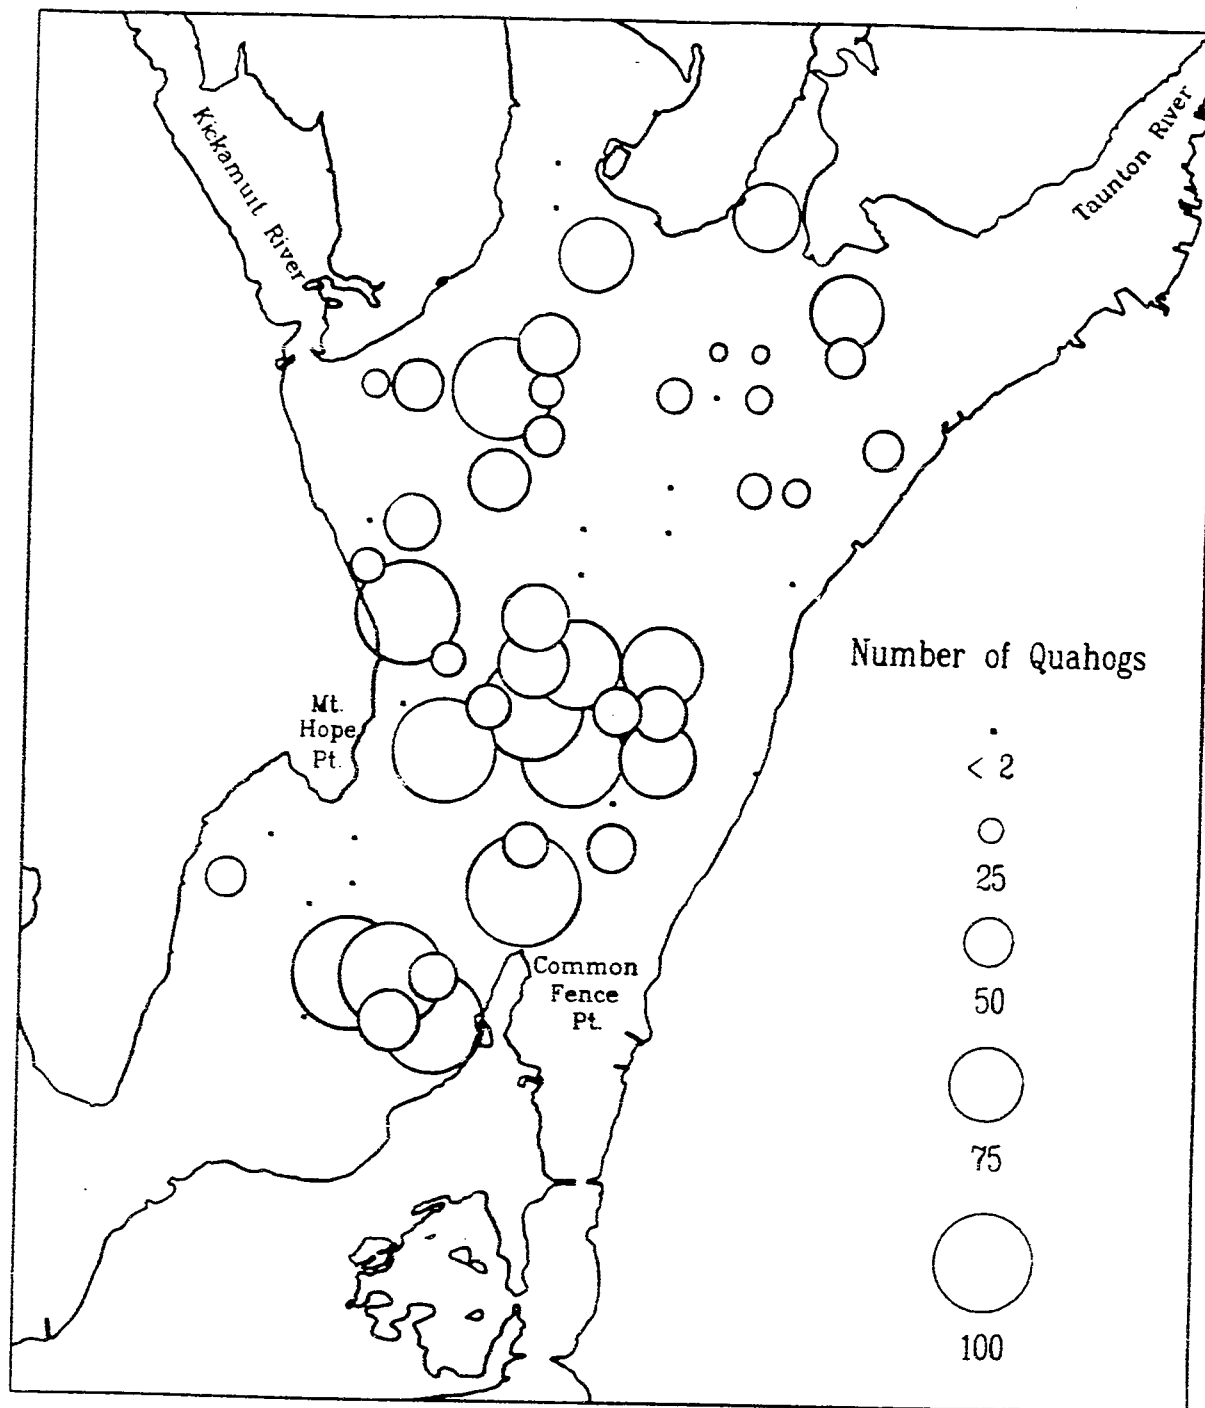 Kickamuit River
Taunton River
Number of Quahogs
< 2
25
50
75
100
Mt.
Hope
Pt.
Common
Fence
Pt.